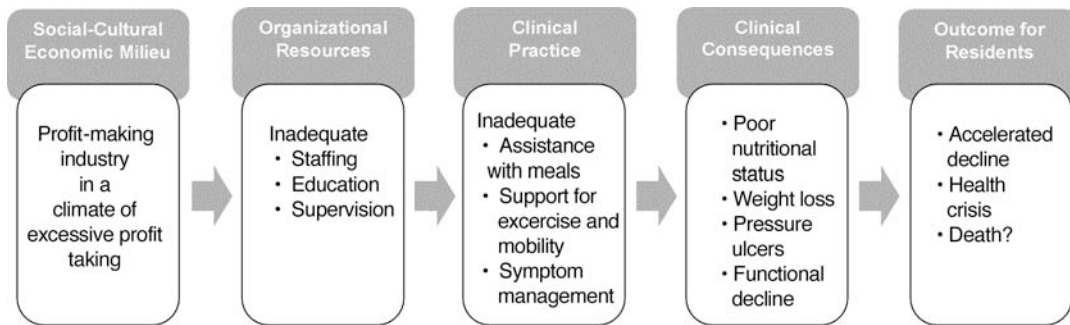 Social-Cultural
Economic Milieu
Profit-making
industry
in a
climate of
excessive profit
taking
Organizational
Resources
Inadequate
• Staffing
• Education
• Supervision
Clinical
Practice
Inadequate
• Assistance
with meals
• Support for
excercise and
mobility
• Symptom
management
Clinical
Consequences
• Poor
nutritional
status
• Weight loss
• Pressure
ulcers
• Functional
decline
Outcome for
Residents
• Accelerated
decline
• Health
crisis
• Death?